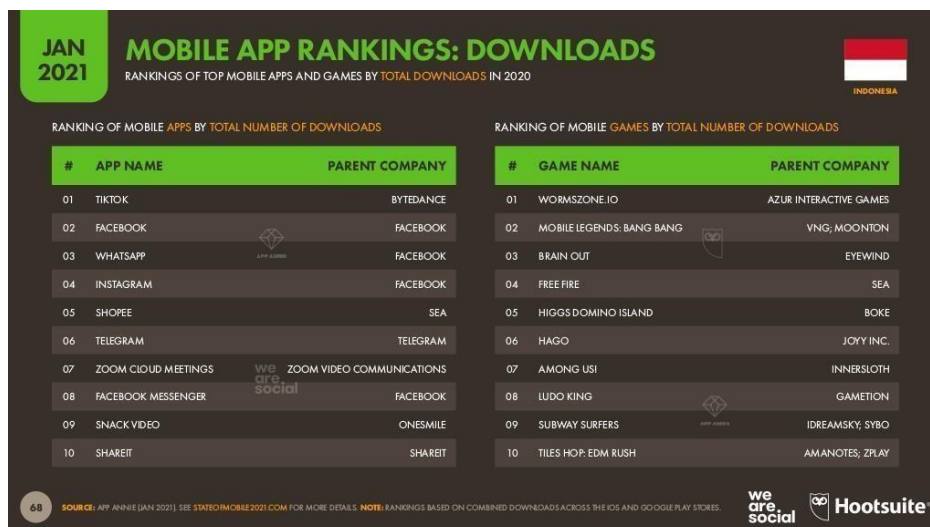 JAN
2021
MOBILE APP RANKINGS: DOWNLOADS
RANKINGS OF TOP MOBILE APPS AND GAMES BY TOTAL DOWNLOADS IN 2020
INDONESIA
RANKING OF MOBILE APPS BY TOTAL NUMBER OF DOWNLOADS
# APP NAME PARENT COMPANY
01 TIKTOK BYTEDANCE
02 FACEBOOK FACEBOOK
03 WHATSAPP FACEBOOK
04 INSTAGRAM FACEBOOK
05 SHOPEE SEA
06 TELEGRAM TELEGRAM
07 ZOOM CLOUD MEETINGS ZOOM VIDEO COMMUNICATIONS
08 FACEBOOK MESSENGER FACEBOOK
09 SNACK VIDEO ONESMILE
10 SHAREIT SHAREIT
APP ANNIE
we
are
social
RANKING OF MOBILE GAMES BY TOTAL NUMBER OF DOWNLOADS
# GAME NAME PARENT COMPANY
01 WORMSZONE.IO AZUR INTERACTIVE GAMES
02 MOBILE LEGENDS: BANG BANG VNG; MOONTON
03 BRAIN OUT EYEWIND
04 FREE FIRE SEA
05 HIGGS DOMINO ISLAND BOKE
06 HAGO JOYY INC.
07 AMONG US! INNERSLOTH
08 LUDO KING GAMETION
09 SUBWAY SURFERS IDREAMSKY; SYBO
10 TILES HOP: EDM RUSH AMANOTES; ZPLAY
APP ANNIE
68
SOURCE: APP ANNIE (JAN 2021). SEE STATEOFMOBILE2021.COM FOR MORE DETAILS. NOTE: RANKINGS BASED ON COMBINED DOWNLOADS ACROSS THE IOS AND GOOGLE PLAY STORES.
we
are
social
Hootsuite